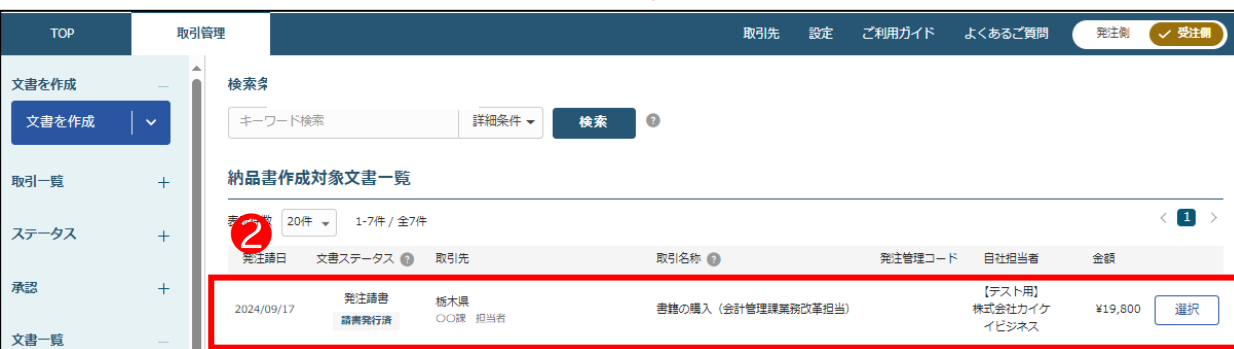 TOP 取引管理 取引先 設定 ご利用ガイド よくあるご質問 発注側 受注側
文書を作成
文書を作成
取引一覧
ステータス
承認
文書一覧
検索条
キーワード検索 詳細条件 検索 ?
納品書作成対象文書一覧
20件 1-7件 / 全7件 < 1 >
2
発注請日 文書ステータス ? 取引先 取引名称 ? 発注管理コード 自社担当者 金額
2024/09/17 発注請書 請書発行済 栃木県 〇〇課 担当者 書籍の購入(会計管理課業務改革担当) 【テスト用】 株式会社カイケイビジネス ¥19,800 選択